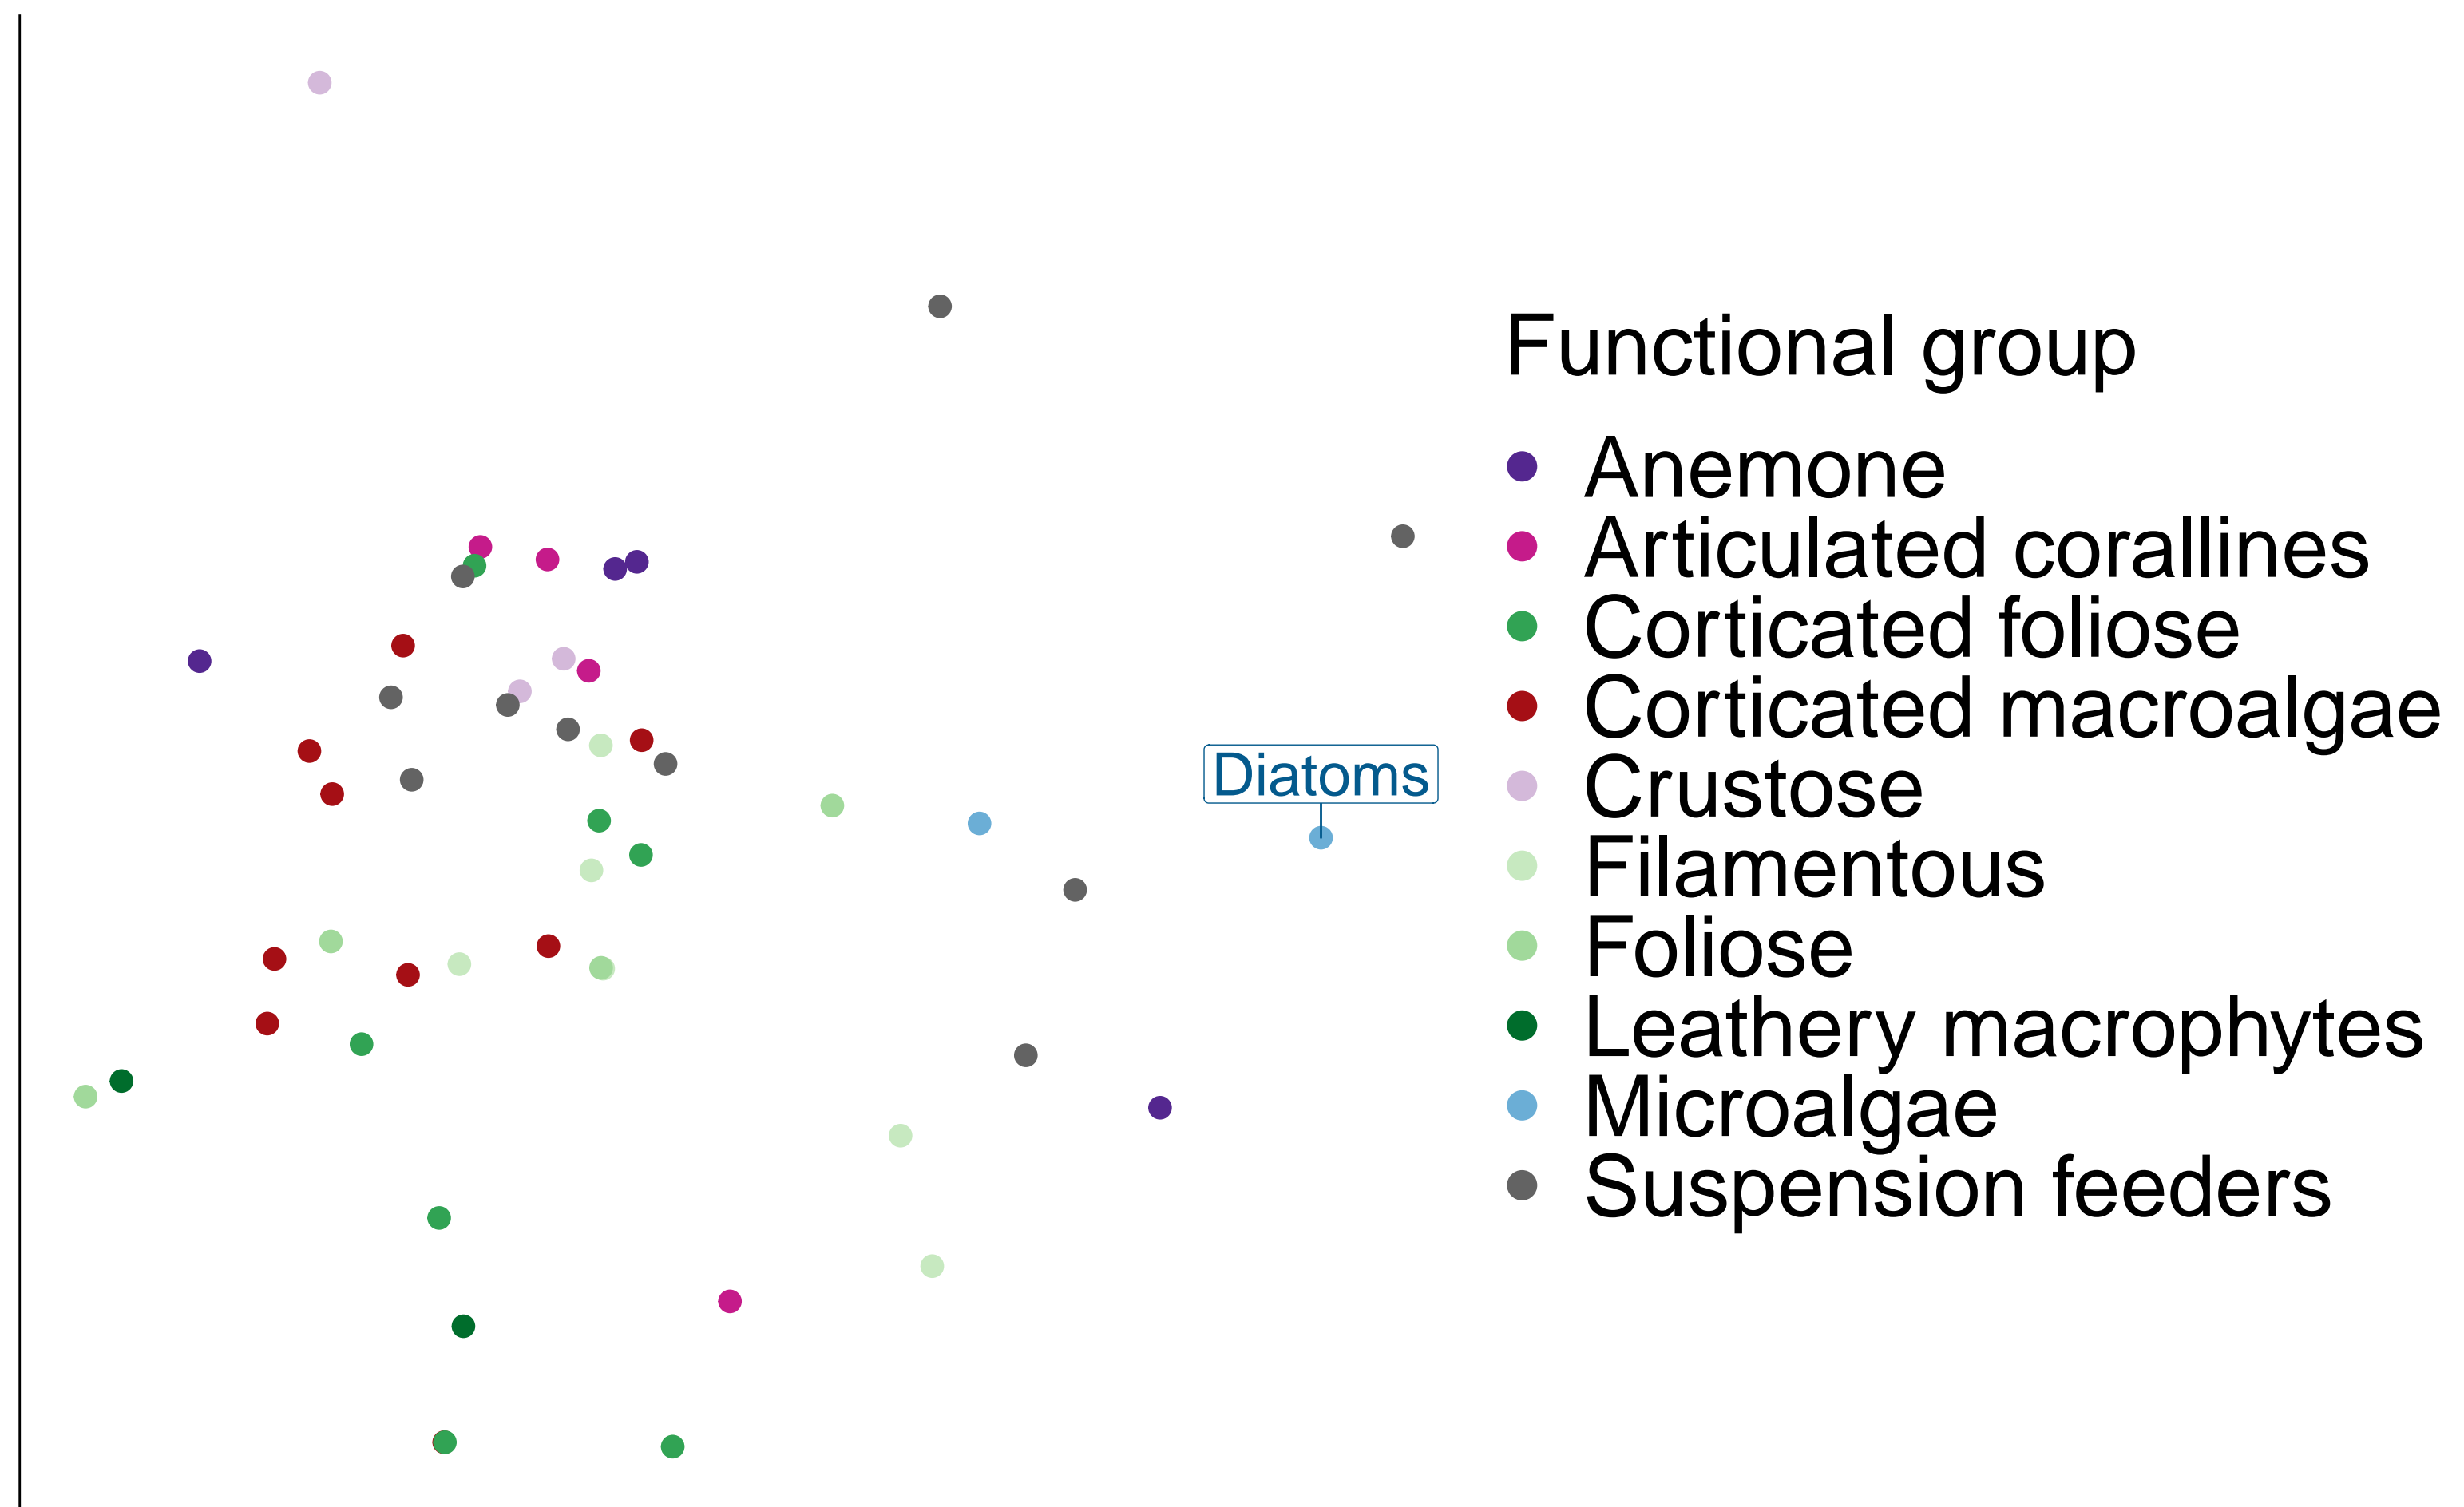 Functional group
Anemone
Articulated corallines
Corticated foliose
Corticated macroalgae
Crustose
Filamentous
Foliose
Leathery macrophytes
Microalgae
Suspension feeders
Diatoms